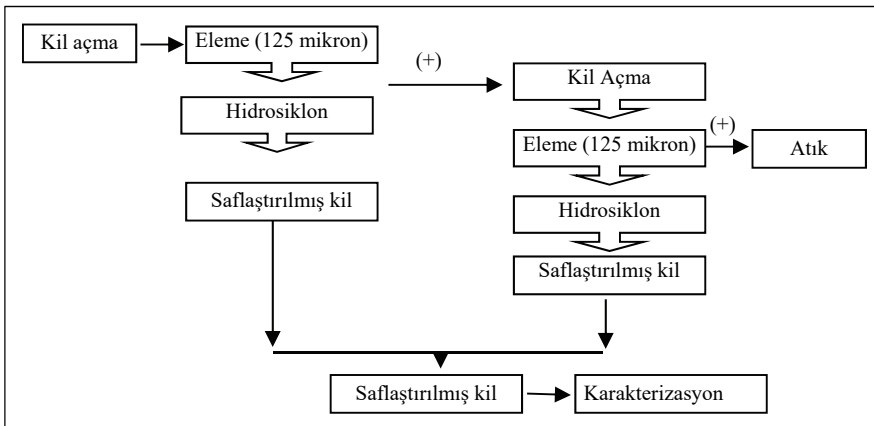 Kil açma
Eleme (125 mikron)
Hidrosiklon
Saflaştırılmış kil
(+)
Kil Açma
Eleme (125 mikron)
(+)
Atık
Hidrosiklon
Saflaştırılmış kil
Saflaştırılmış kil
Karakterizasyon